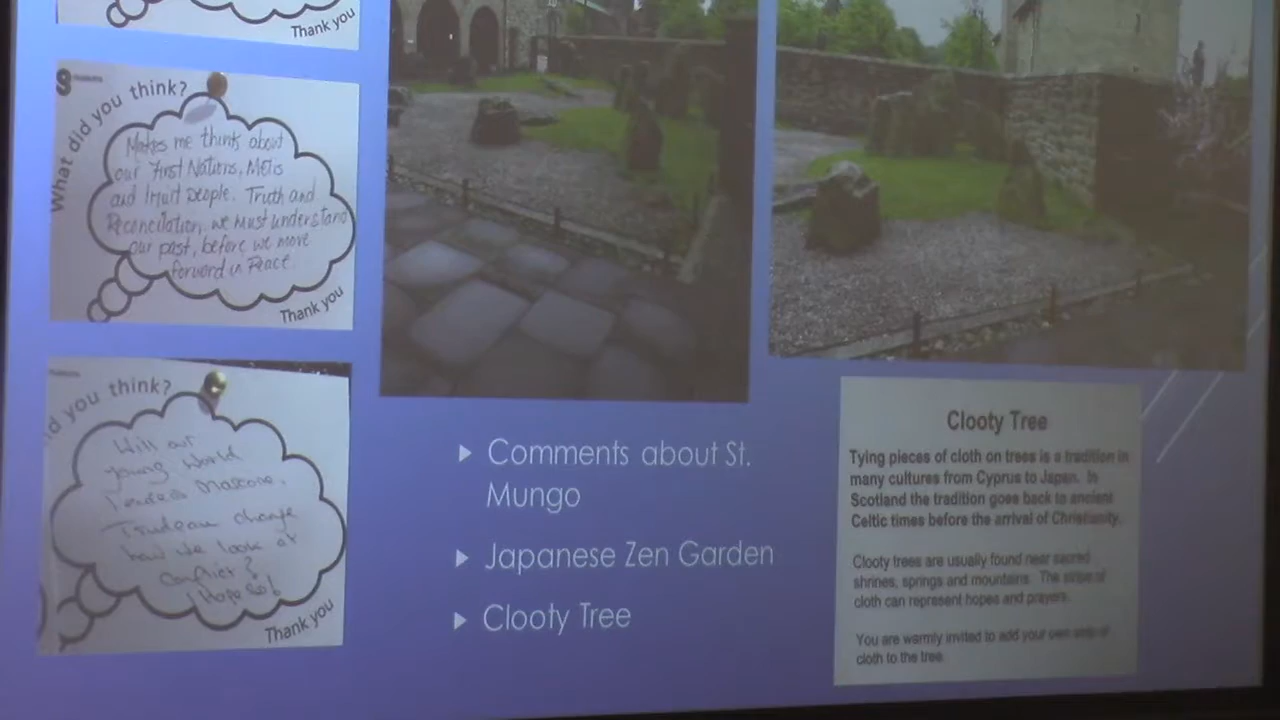 Thank you
What did you think?
Makes me think about
our First Nations, Metis
and Inuit people. Truth and
Reconciliation, we must understand
our past, before we move
forward in Peace.
Thank you
d you think?
Will our
young world
leaders Macrone,
Trudeau change
how we look at
Conflict?
I hope so!
Thank you
Comments about St.
Mungo
Japanese Zen Garden
Clooty Tree
Clooty Tree
Tying pieces of cloth on trees is a tradition in
many cultures from Cyprus to Japan. In
Scotland the tradition goes back to ancient
Celtic times before the arrival of Christianity.
Clooty trees are usually found near sacred
shrines, springs and mountains. The strips of
cloth can represent hopes and prayers.
You are warmly invited to add your own strip of
cloth to the tree.